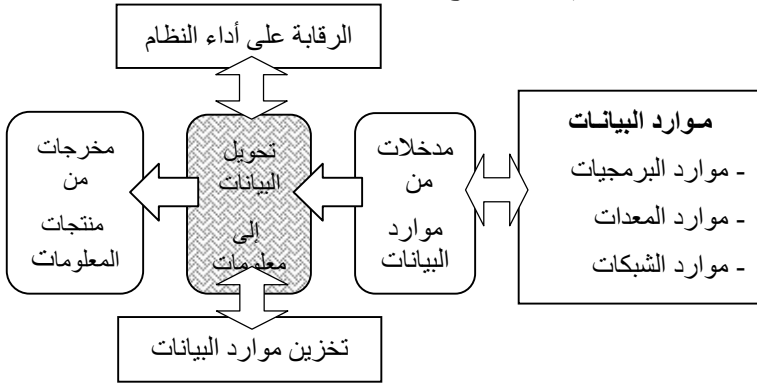 الرقابة على أداء النظام
موارد البيانات
- موارد البرمجيات
- موارد المعدات
- موارد الشبكات
مدخلات
من
موارد
البيانات
تحويل
البيانات
إلى
معلومات
مخرجات
من
منتجات
المعلومات
تخزين موارد البيانات